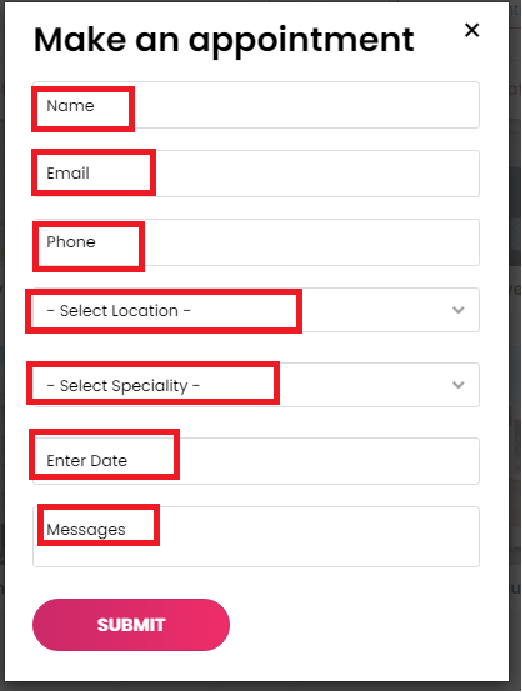 Make an appointment
Name
Email
Phone
- Select Location -
- Select Speciality -
Enter Date
Messages
SUBMIT